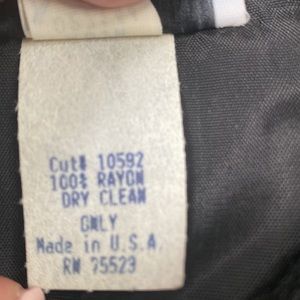 Cut# 10592
100% RAYON
DRY CLEAN
ONLY
Made in U.S.A.
RN 75523